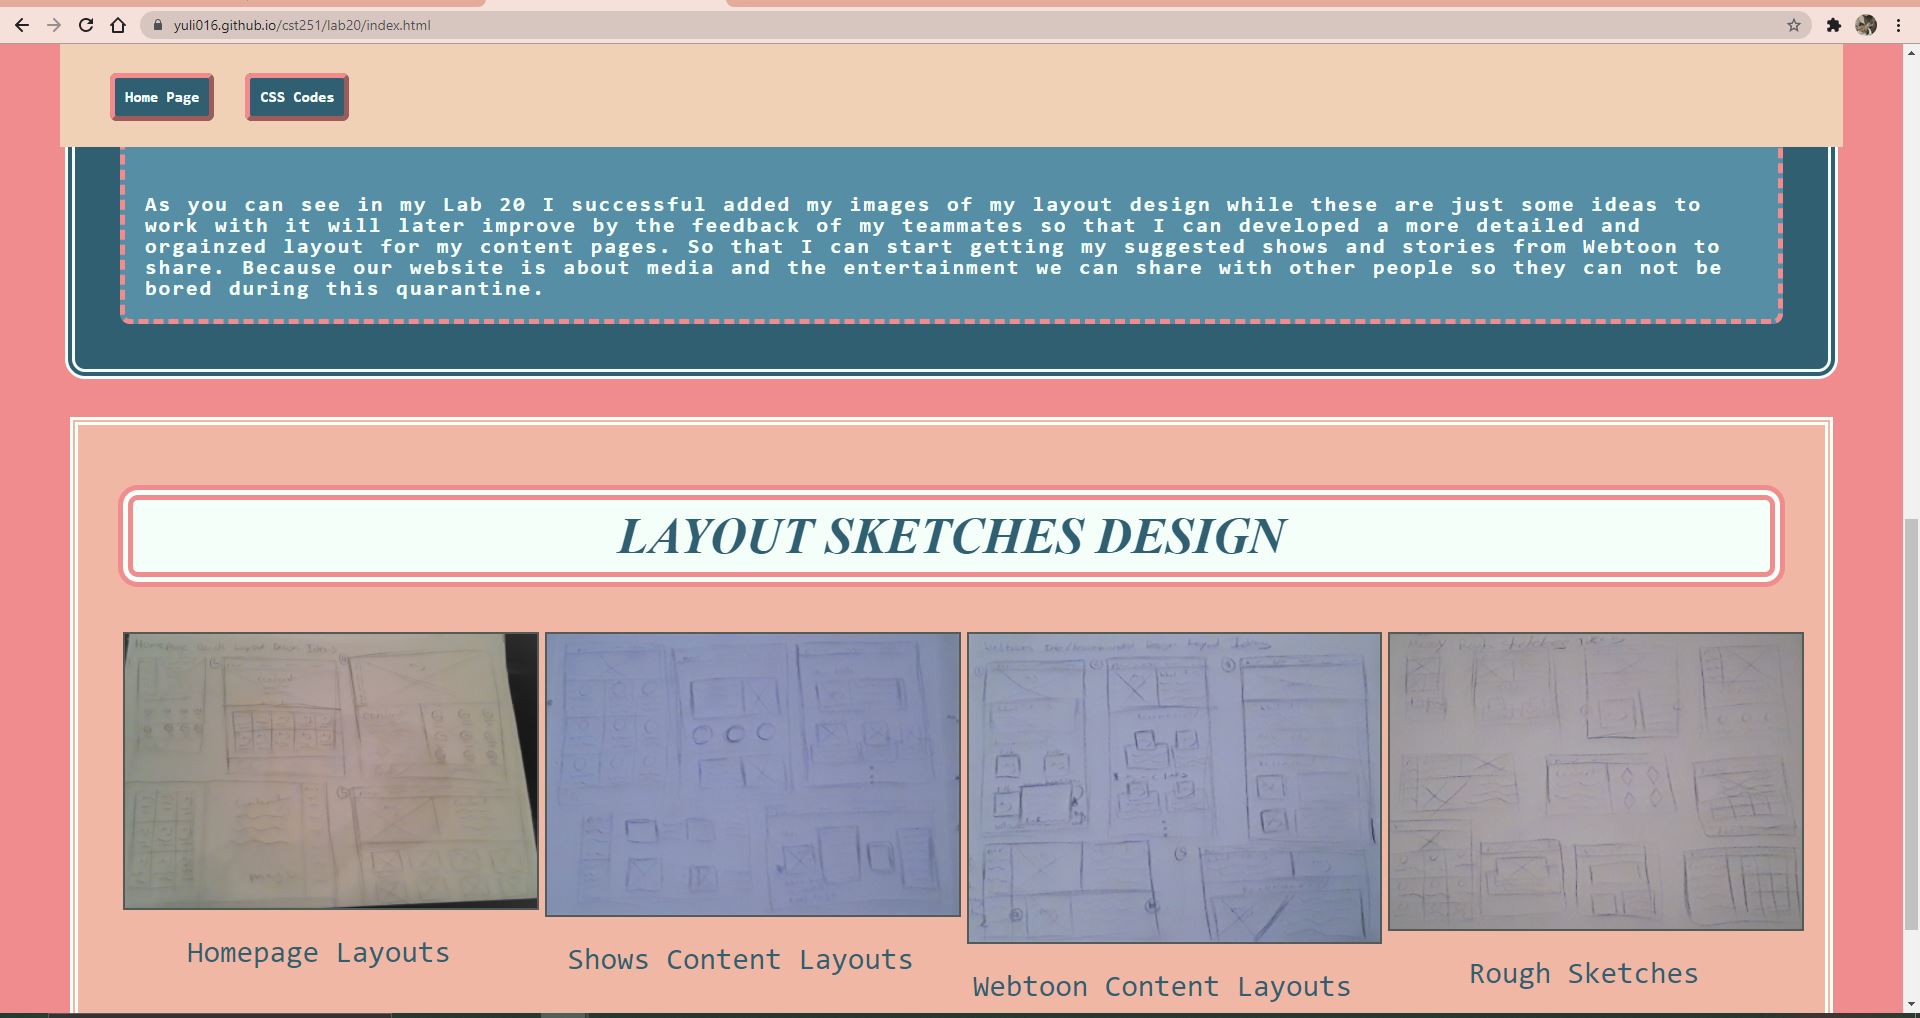 yuli016.github.io/cst251/lab20/index.html
Home Page
CSS Codes
As you can see in my Lab 20 I successful added my images of my layout design while these are just some ideas to
work with it will later improve by the feedback of my teammates so that I can developed a more detailed and
orgainzed layout for my content pages. So that I can start getting my suggested shows and stories from Webtoon to
share. Because our website is about media and the entertainment we can share with other people so they can not be
bored during this quarantine.
LAYOUT SKETCHES DESIGN
Homepage Layouts
Shows Content Layouts
Webtoon Content Layouts
Rough Sketches